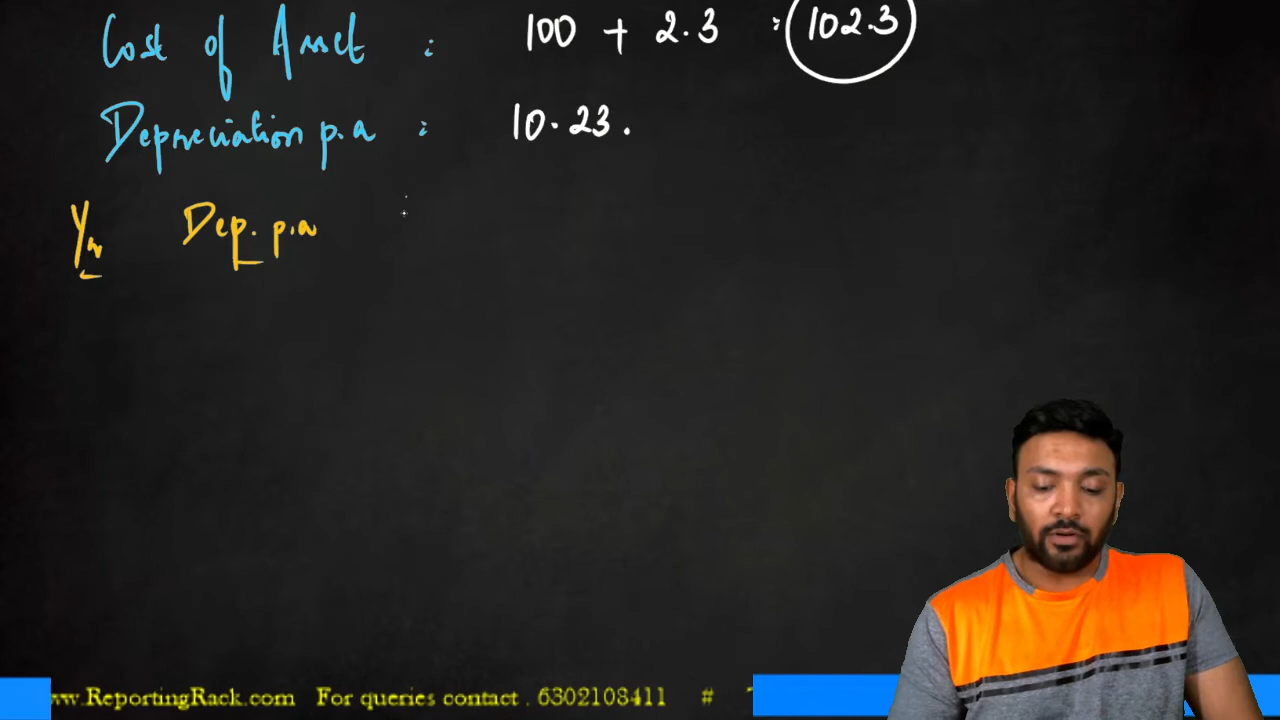 Cost of Asset : 100 + 2.3 : 102.3
Depreciation p.a : 10.23.
Yr Dep. p.a
ww.ReportingRack.com For queries contact . 6302108411 #